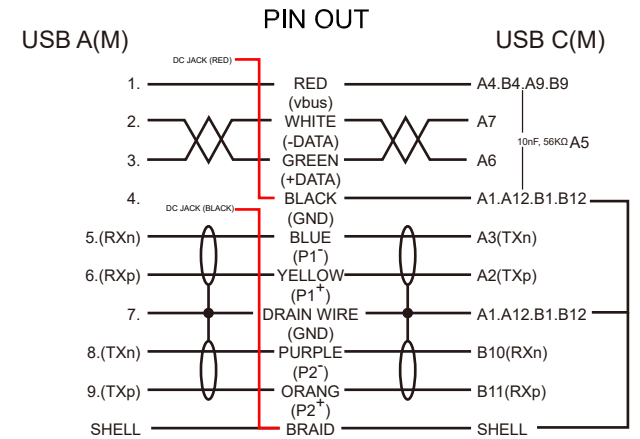 PIN OUT
USB A(M)
USB C(M)
DC JACK (RED)
1. RED A4.B4.A9.B9
(vbus)
2. WHITE A7
(-DATA) 10nF, 56KΩ A5
3. GREEN A6
(+DATA)
4. BLACK A1.A12.B1.B12
DC JACK (BLACK)
(GND)
5.(RXn) BLUE A3(TXn)
(P1-)
6.(RXp) YELLOW A2(TXp)
(P1+)
7. DRAIN WIRE A1.A12.B1.B12
(GND)
8.(TXn) PURPLE B10(RXn)
(P2-)
9.(TXp) ORANG B11(RXp)
(P2+)
SHELL BRAID SHELL